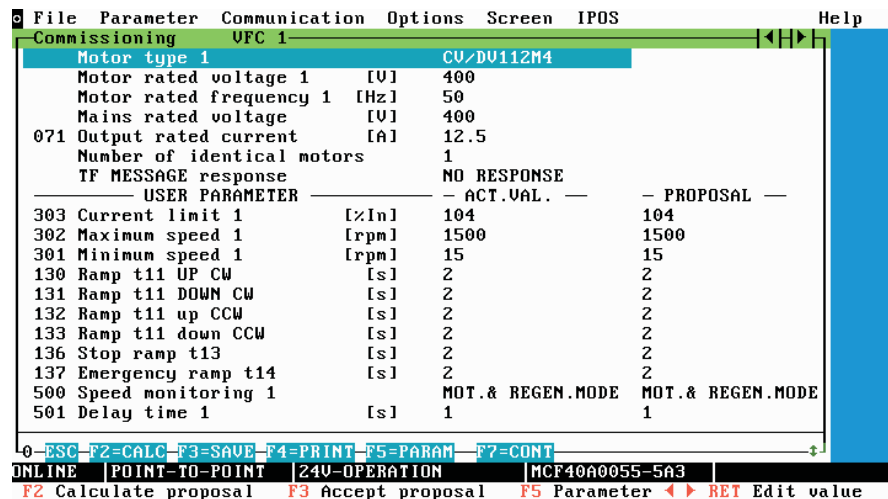 File Parameter Communication Options Screen IPOS Help
Commissioning VFC 1
Motor type 1 CV/DV112M4
Motor rated voltage 1 [V] 400
Motor rated frequency 1 [Hz] 50
Mains rated voltage [V] 400
071 Output rated current [A] 12.5
Number of identical motors 1
TF MESSAGE response NO RESPONSE
USER PARAMETER ACT.VAL. PROPOSAL
303 Current limit 1 [%In] 104 104
302 Maximum speed 1 [rpm] 1500 1500
301 Minimum speed 1 [rpm] 15 15
130 Ramp t11 UP CW [s] 2 2
131 Ramp t11 DOWN CW [s] 2 2
132 Ramp t11 up CCW [s] 2 2
133 Ramp t11 down CCW [s] 2 2
136 Stop ramp t13 [s] 2 2
137 Emergency ramp t14 [s] 2 2
500 Speed monitoring 1 MOT.& REGEN.MODE MOT.& REGEN.MODE
501 Delay time 1 [s] 1 1
0 ESC F2=CALC F3=SAVE F4=PRINT F5=PARAM F7=CONT
ONLINE POINT-TO-POINT 24V-OPERATION MCF40A0055-5A3
F2 Calculate proposal F3 Accept proposal F5 Parameter RET Edit value